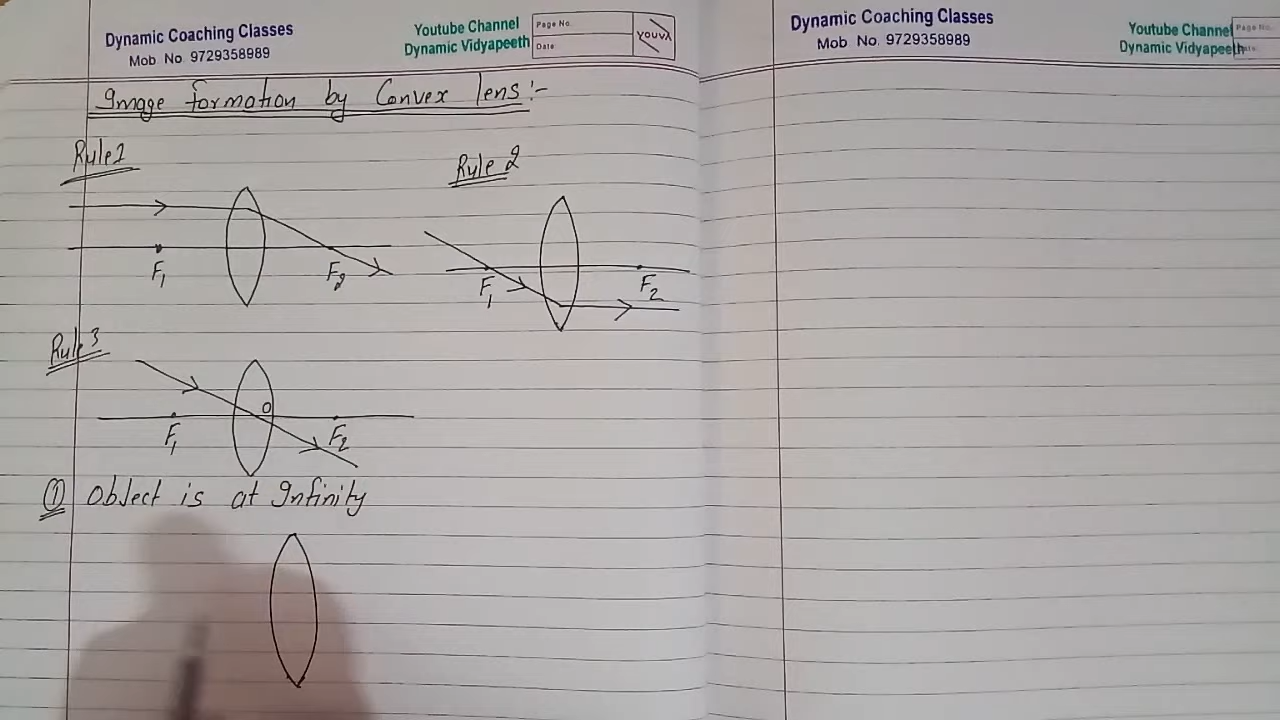 Dynamic Coaching Classes
Mob No. 9729358989
Youtube Channel
Dynamic Vidyapeeth
Page No.
Date
youva
Image formation by Convex lens :-
Rule 1
F1
F2
Rule 2
F1
F2
Rule 3
O
F1
F2
① Object is at Infinity
Dynamic Coaching Classes
Mob No. 9729358989
Youtube Channel
Dynamic Vidyapeeth
Page No.